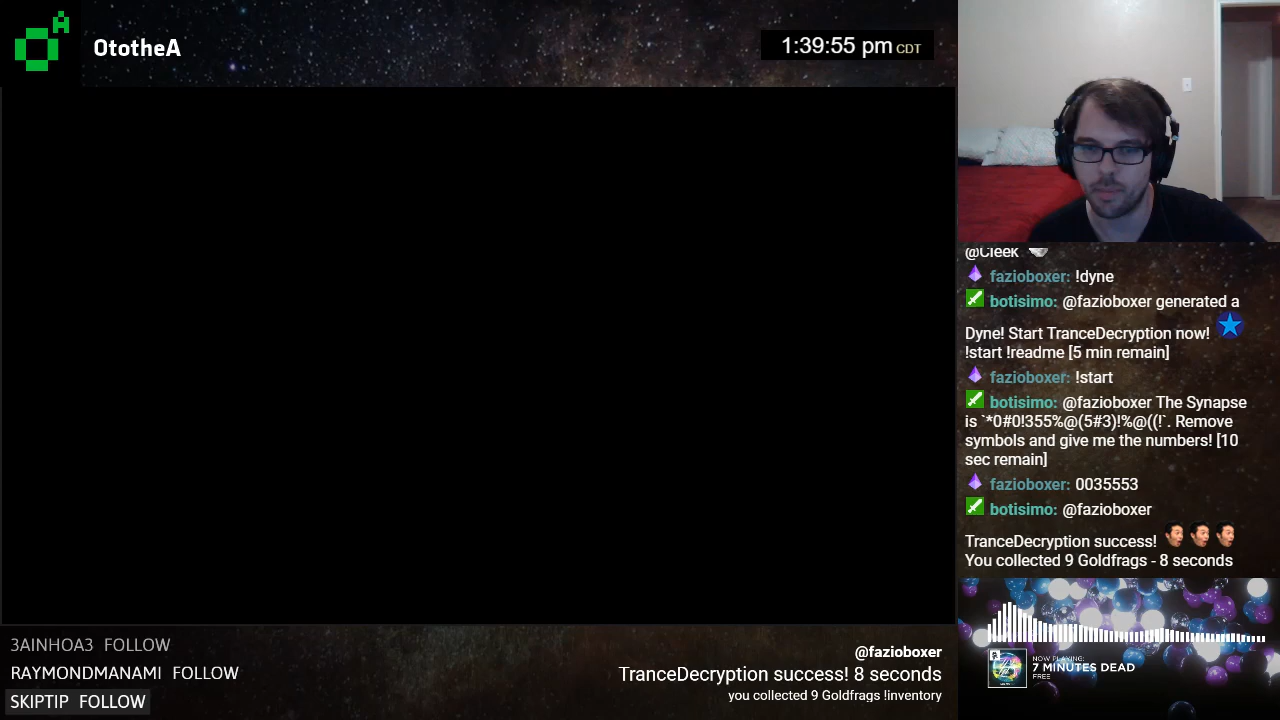 OtotheA
1:39:55 pm CDT
@Cleek
fazioboxer: !dyne
botisimo: @fazioboxer generated a
Dyne! Start TranceDecryption now!
!start !readme [5 min remain]
fazioboxer: !start
botisimo: @fazioboxer The Synapse
is `*0#0!355%@(5#3)!%@((!`. Remove
symbols and give me the numbers! [10
sec remain]
fazioboxer: 0035553
botisimo: @fazioboxer
TranceDecryption success!
You collected 9 Goldfrags - 8 seconds
3AINHOA3 FOLLOW
RAYMONDMANAMI FOLLOW
SKIPTIP FOLLOW
@fazioboxer
TranceDecryption success! 8 seconds
you collected 9 Goldfrags !inventory
NOW PLAYING:
7 MINUTES DEAD
FREE